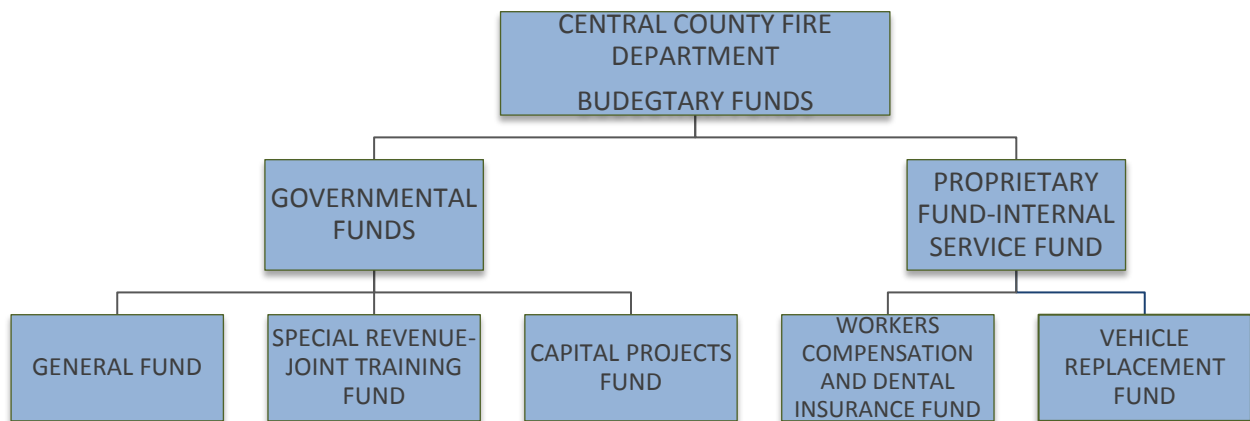 CENTRAL COUNTY FIRE
DEPARTMENT
BUDEGTARY FUNDS
GOVERNMENTAL
FUNDS
PROPRIETARY
FUND-INTERNAL
SERVICE FUND
GENERAL FUND
SPECIAL REVENUE-
JOINT TRAINING
FUND
CAPITAL PROJECTS
FUND
WORKERS
COMPENSATION
AND DENTAL
INSURANCE FUND
VEHICLE
REPLACEMENT
FUND